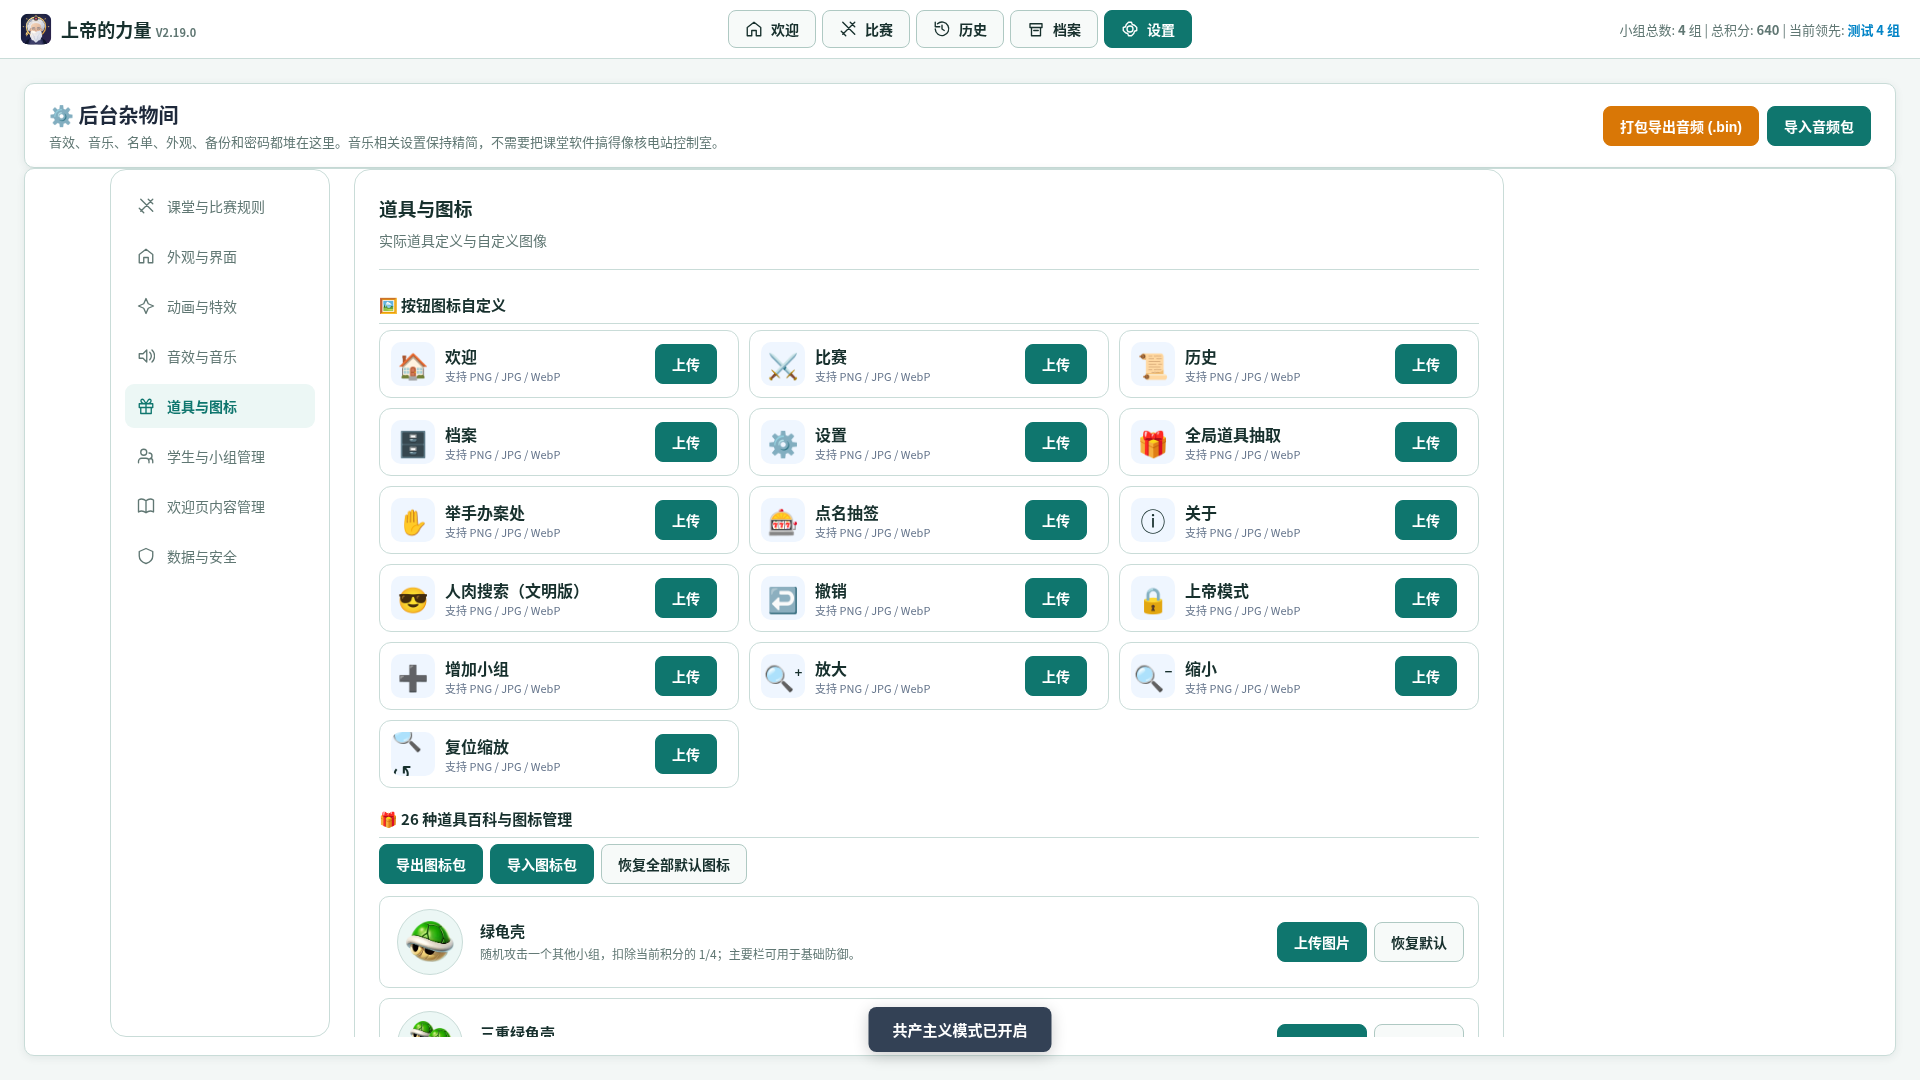 上帝的力量 V2.19.0
欢迎
比赛
历史
档案
设置
小组总数: 4 组 | 总积分: 640 | 当前领先: 测试 4 组
后台杂物间
音效、音乐、名单、外观、备份和密码都堆在这里。音乐相关设置保持精简，不需要把课堂软件搞得像核电站控制室。
打包导出音频 (.bin)
导入音频包
课堂与比赛规则
外观与界面
动画与特效
音效与音乐
道具与图标
学生与小组管理
欢迎页内容管理
数据与安全
道具与图标
实际道具定义与自定义图像
按钮图标自定义
欢迎
支持 PNG / JPG / WebP
上传
比赛
支持 PNG / JPG / WebP
上传
历史
支持 PNG / JPG / WebP
上传
档案
支持 PNG / JPG / WebP
上传
设置
支持 PNG / JPG / WebP
上传
全局道具抽取
支持 PNG / JPG / WebP
上传
举手办案处
支持 PNG / JPG / WebP
上传
点名抽签
支持 PNG / JPG / WebP
上传
关于
支持 PNG / JPG / WebP
上传
人肉搜索（文明版）
支持 PNG / JPG / WebP
上传
撤销
支持 PNG / JPG / WebP
上传
上帝模式
支持 PNG / JPG / WebP
上传
增加小组
支持 PNG / JPG / WebP
上传
放大
支持 PNG / JPG / WebP
上传
缩小
支持 PNG / JPG / WebP
上传
复位缩放
支持 PNG / JPG / WebP
上传
26 种道具百科与图标管理
导出图标包
导入图标包
恢复全部默认图标
绿龟壳
随机攻击一个其他小组，扣除当前积分的 1/4；主要栏可用于基础防御。
上传图片
恢复默认
三重绿龟壳
共产主义模式已开启